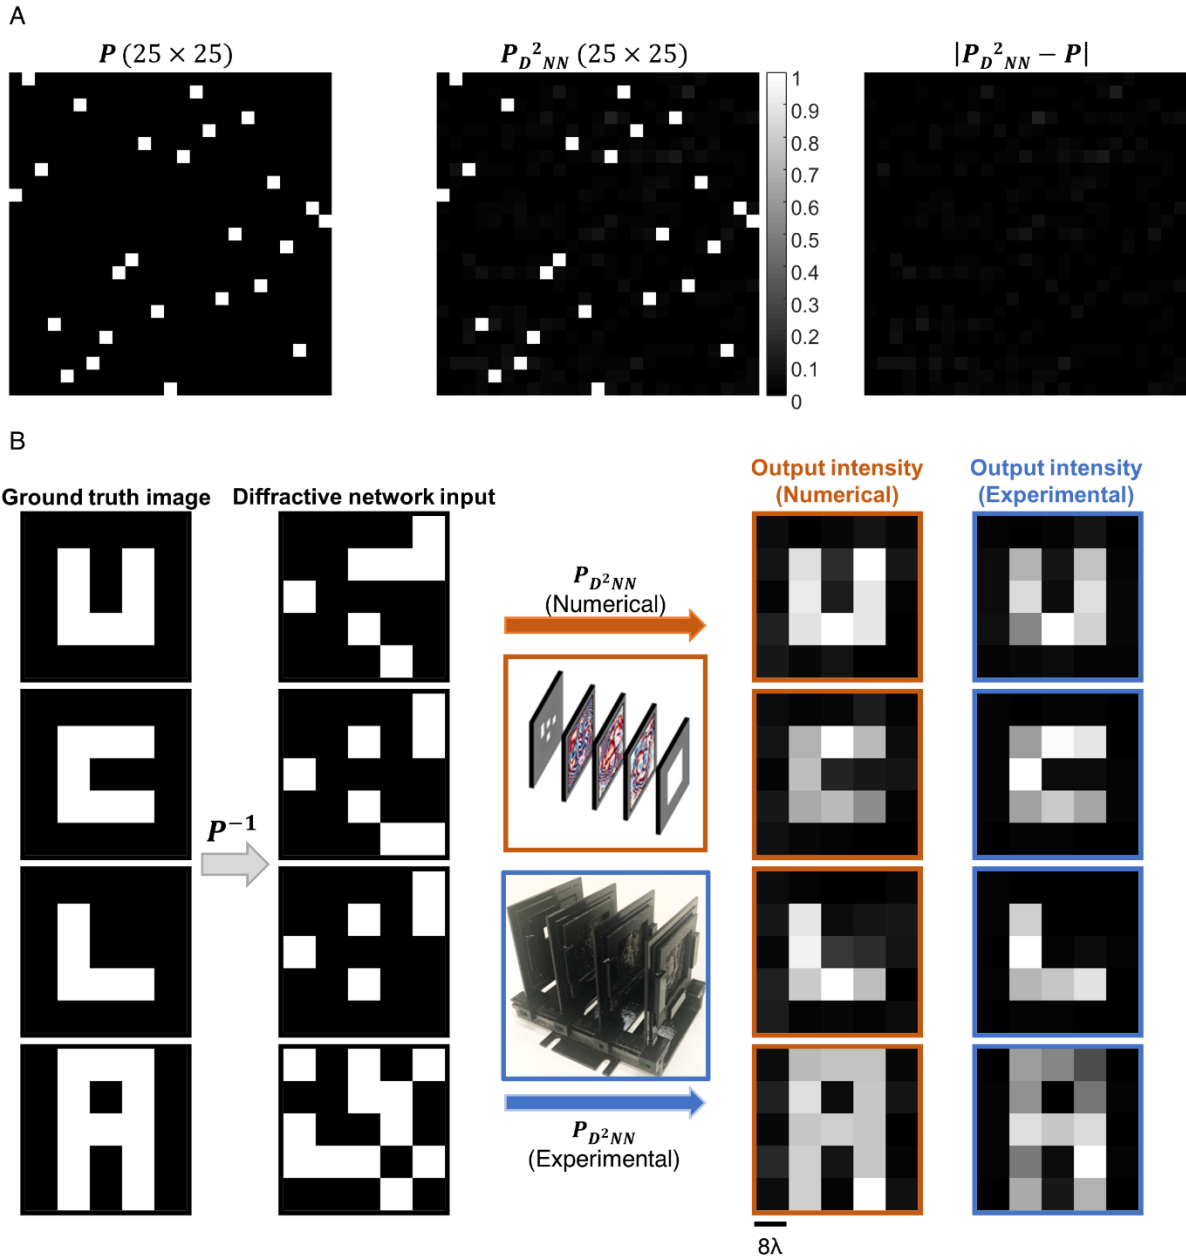 A
P (25 × 25)
P_D²NN (25 × 25)
|P_D²NN − P|
1
0.9
0.8
0.7
0.6
0.5
0.4
0.3
0.2
0.1
0
B
Ground truth image
Diffractive network input
Output intensity
(Numerical)
Output intensity
(Experimental)
P⁻¹
P_D²NN
(Numerical)
P_D²NN
(Experimental)
8λ